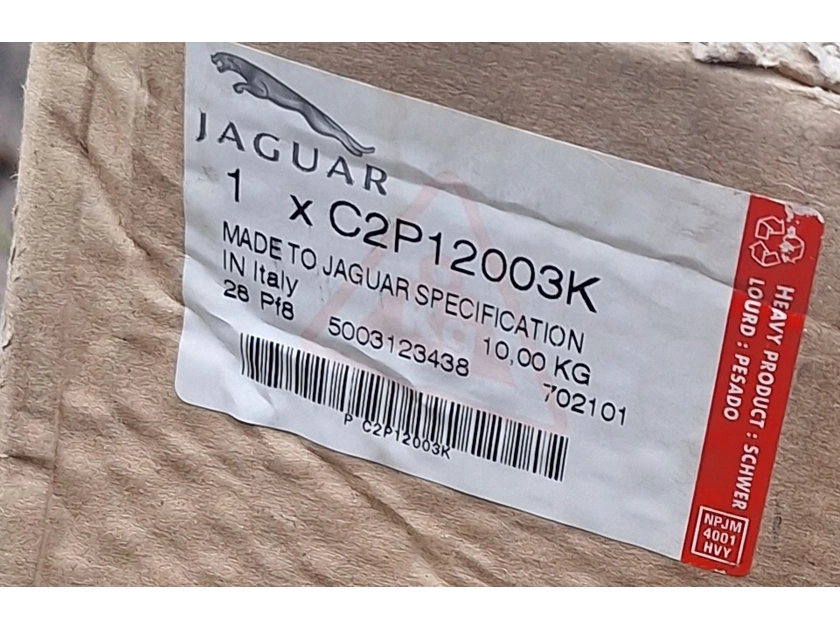 JAGUAR
1 x C2P12003K
MADE TO JAGUAR SPECIFICATION
IN Italy 10,00 KG
28 Pf8 5003123438 702101
P C2P12003K
HEAVY PRODUCT : SCHWER
LOURD : PESADO
NPJM
4001
HVY
KG